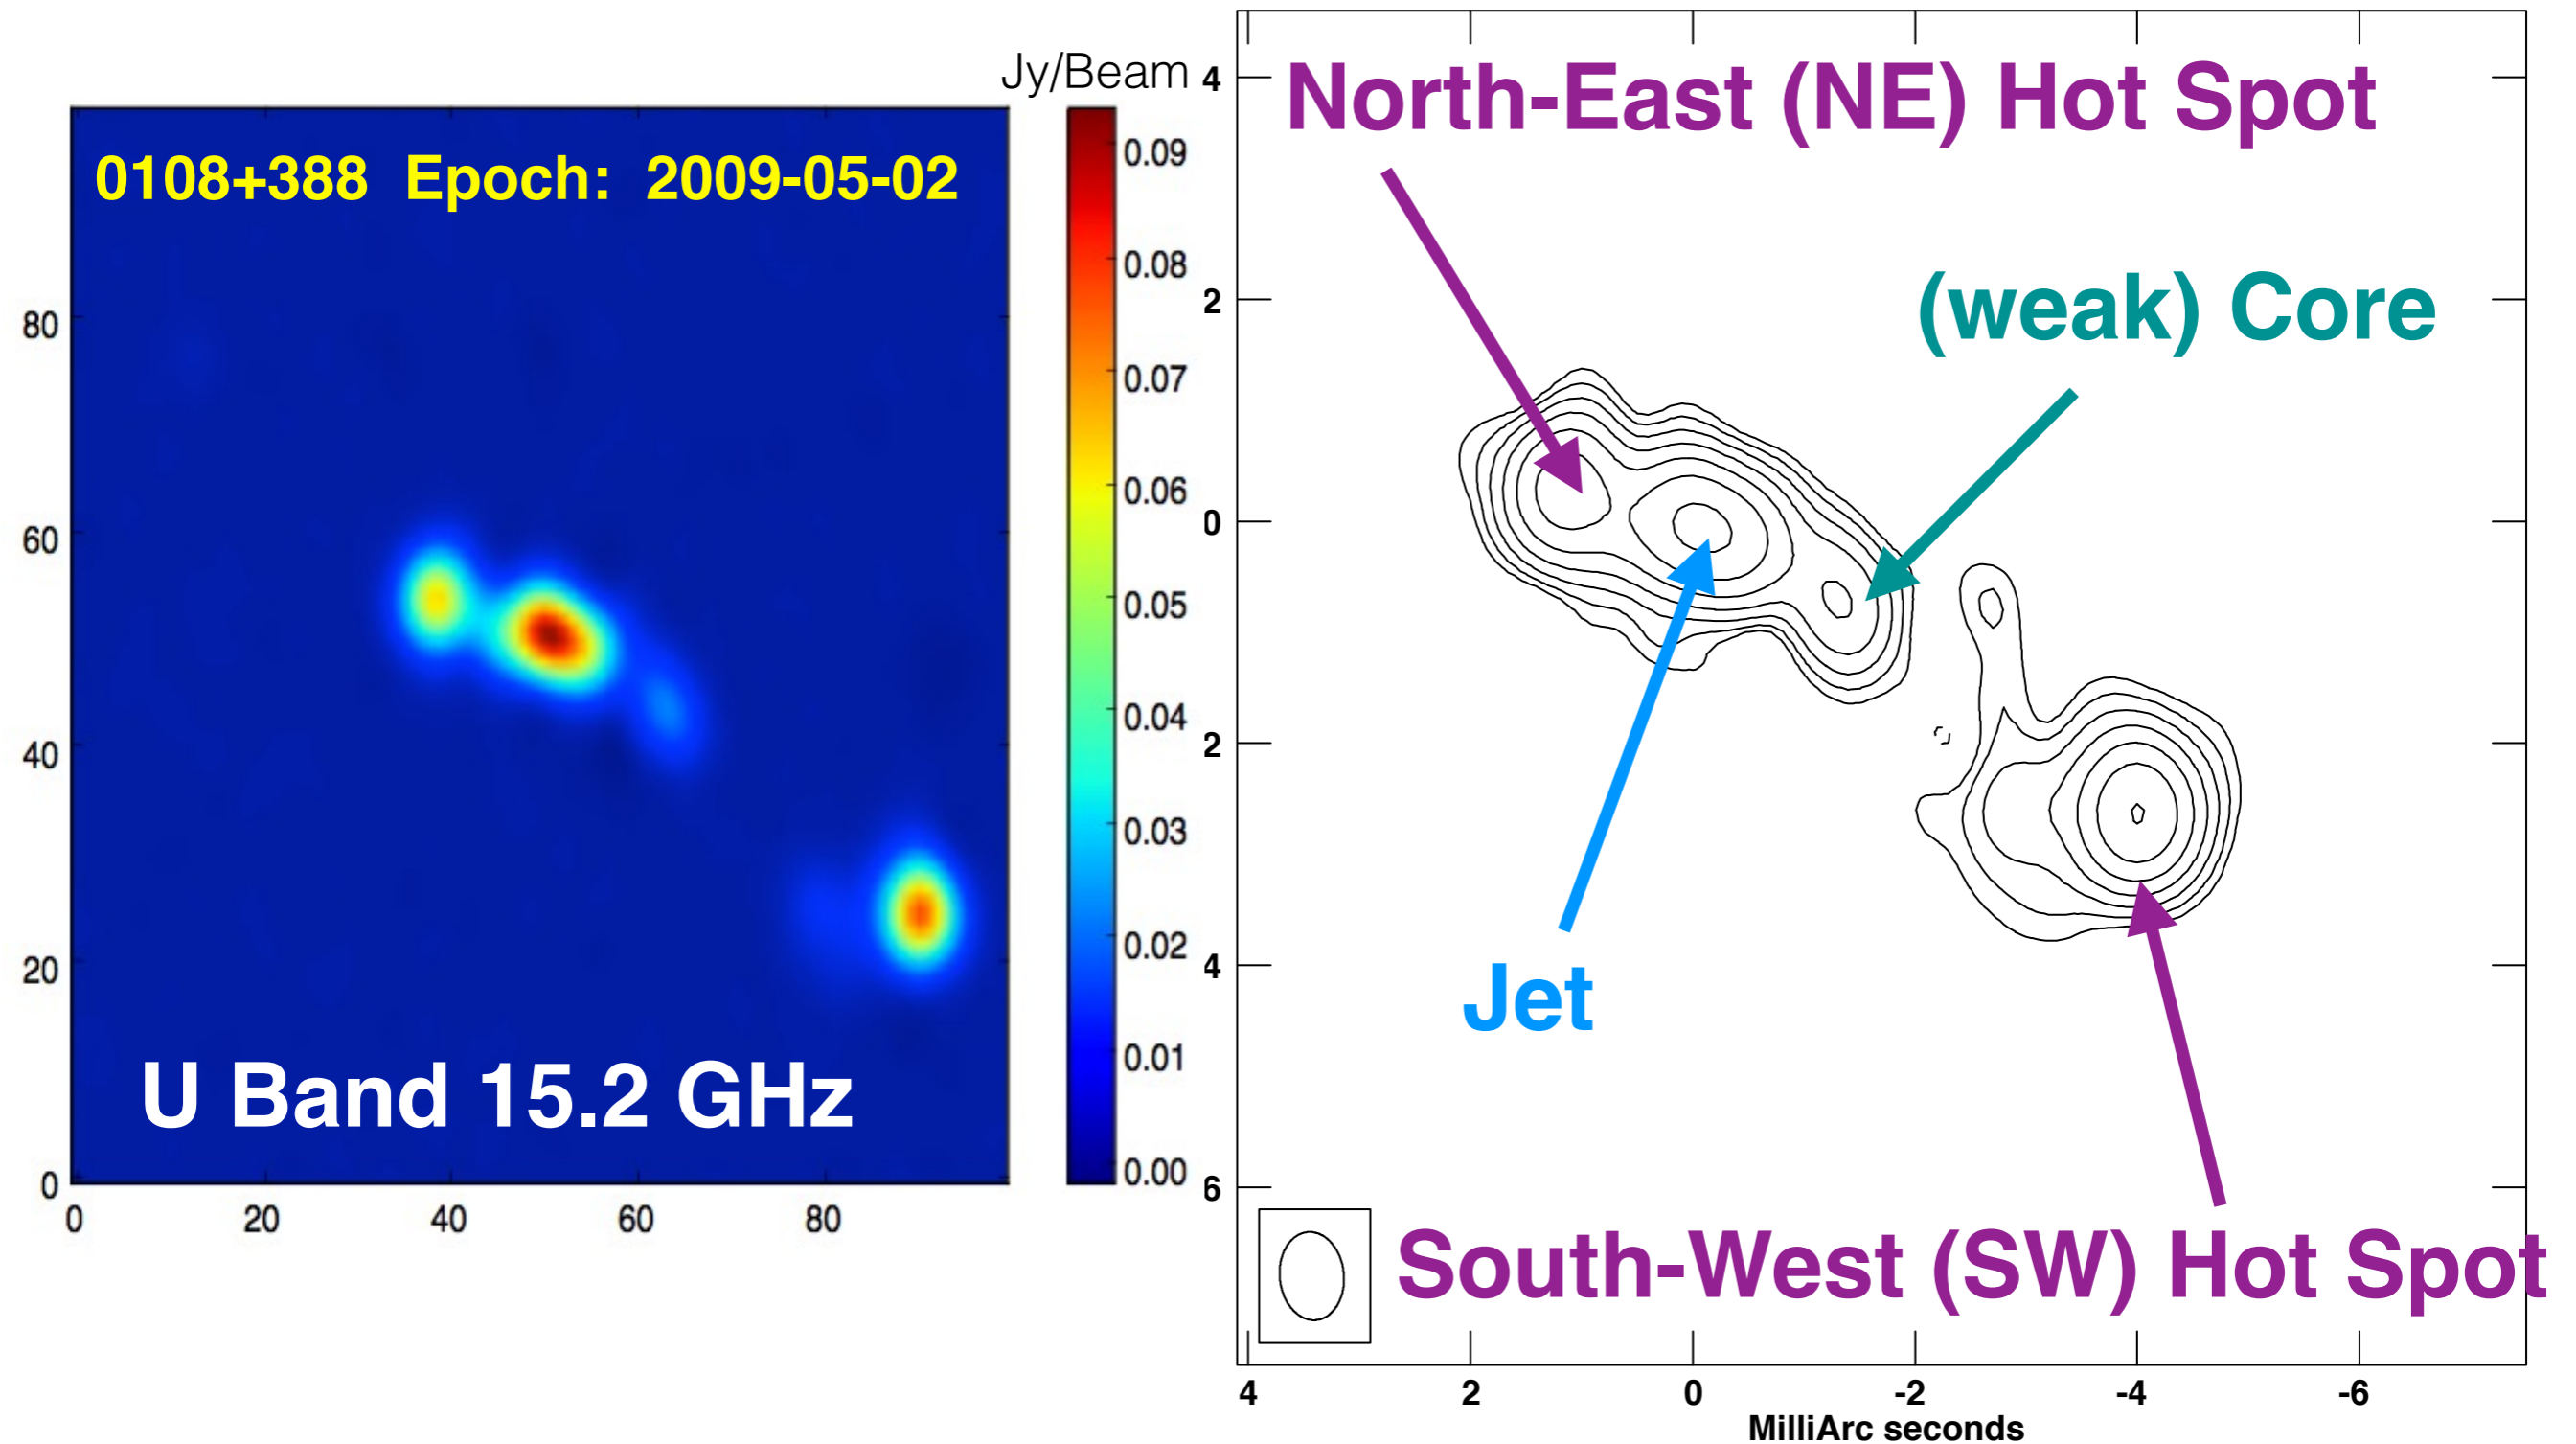 Jy/Beam
0108+388 Epoch: 2009-05-02
U Band 15.2 GHz
80
60
40
20
0
0 20 40 60 80
0.09
0.08
0.07
0.06
0.05
0.04
0.03
0.02
0.01
0.00
North-East (NE) Hot Spot
(weak) Core
Jet
South-West (SW) Hot Spot
4
2
0
2
4
6
4 2 0 -2 -4 -6
MilliArc seconds